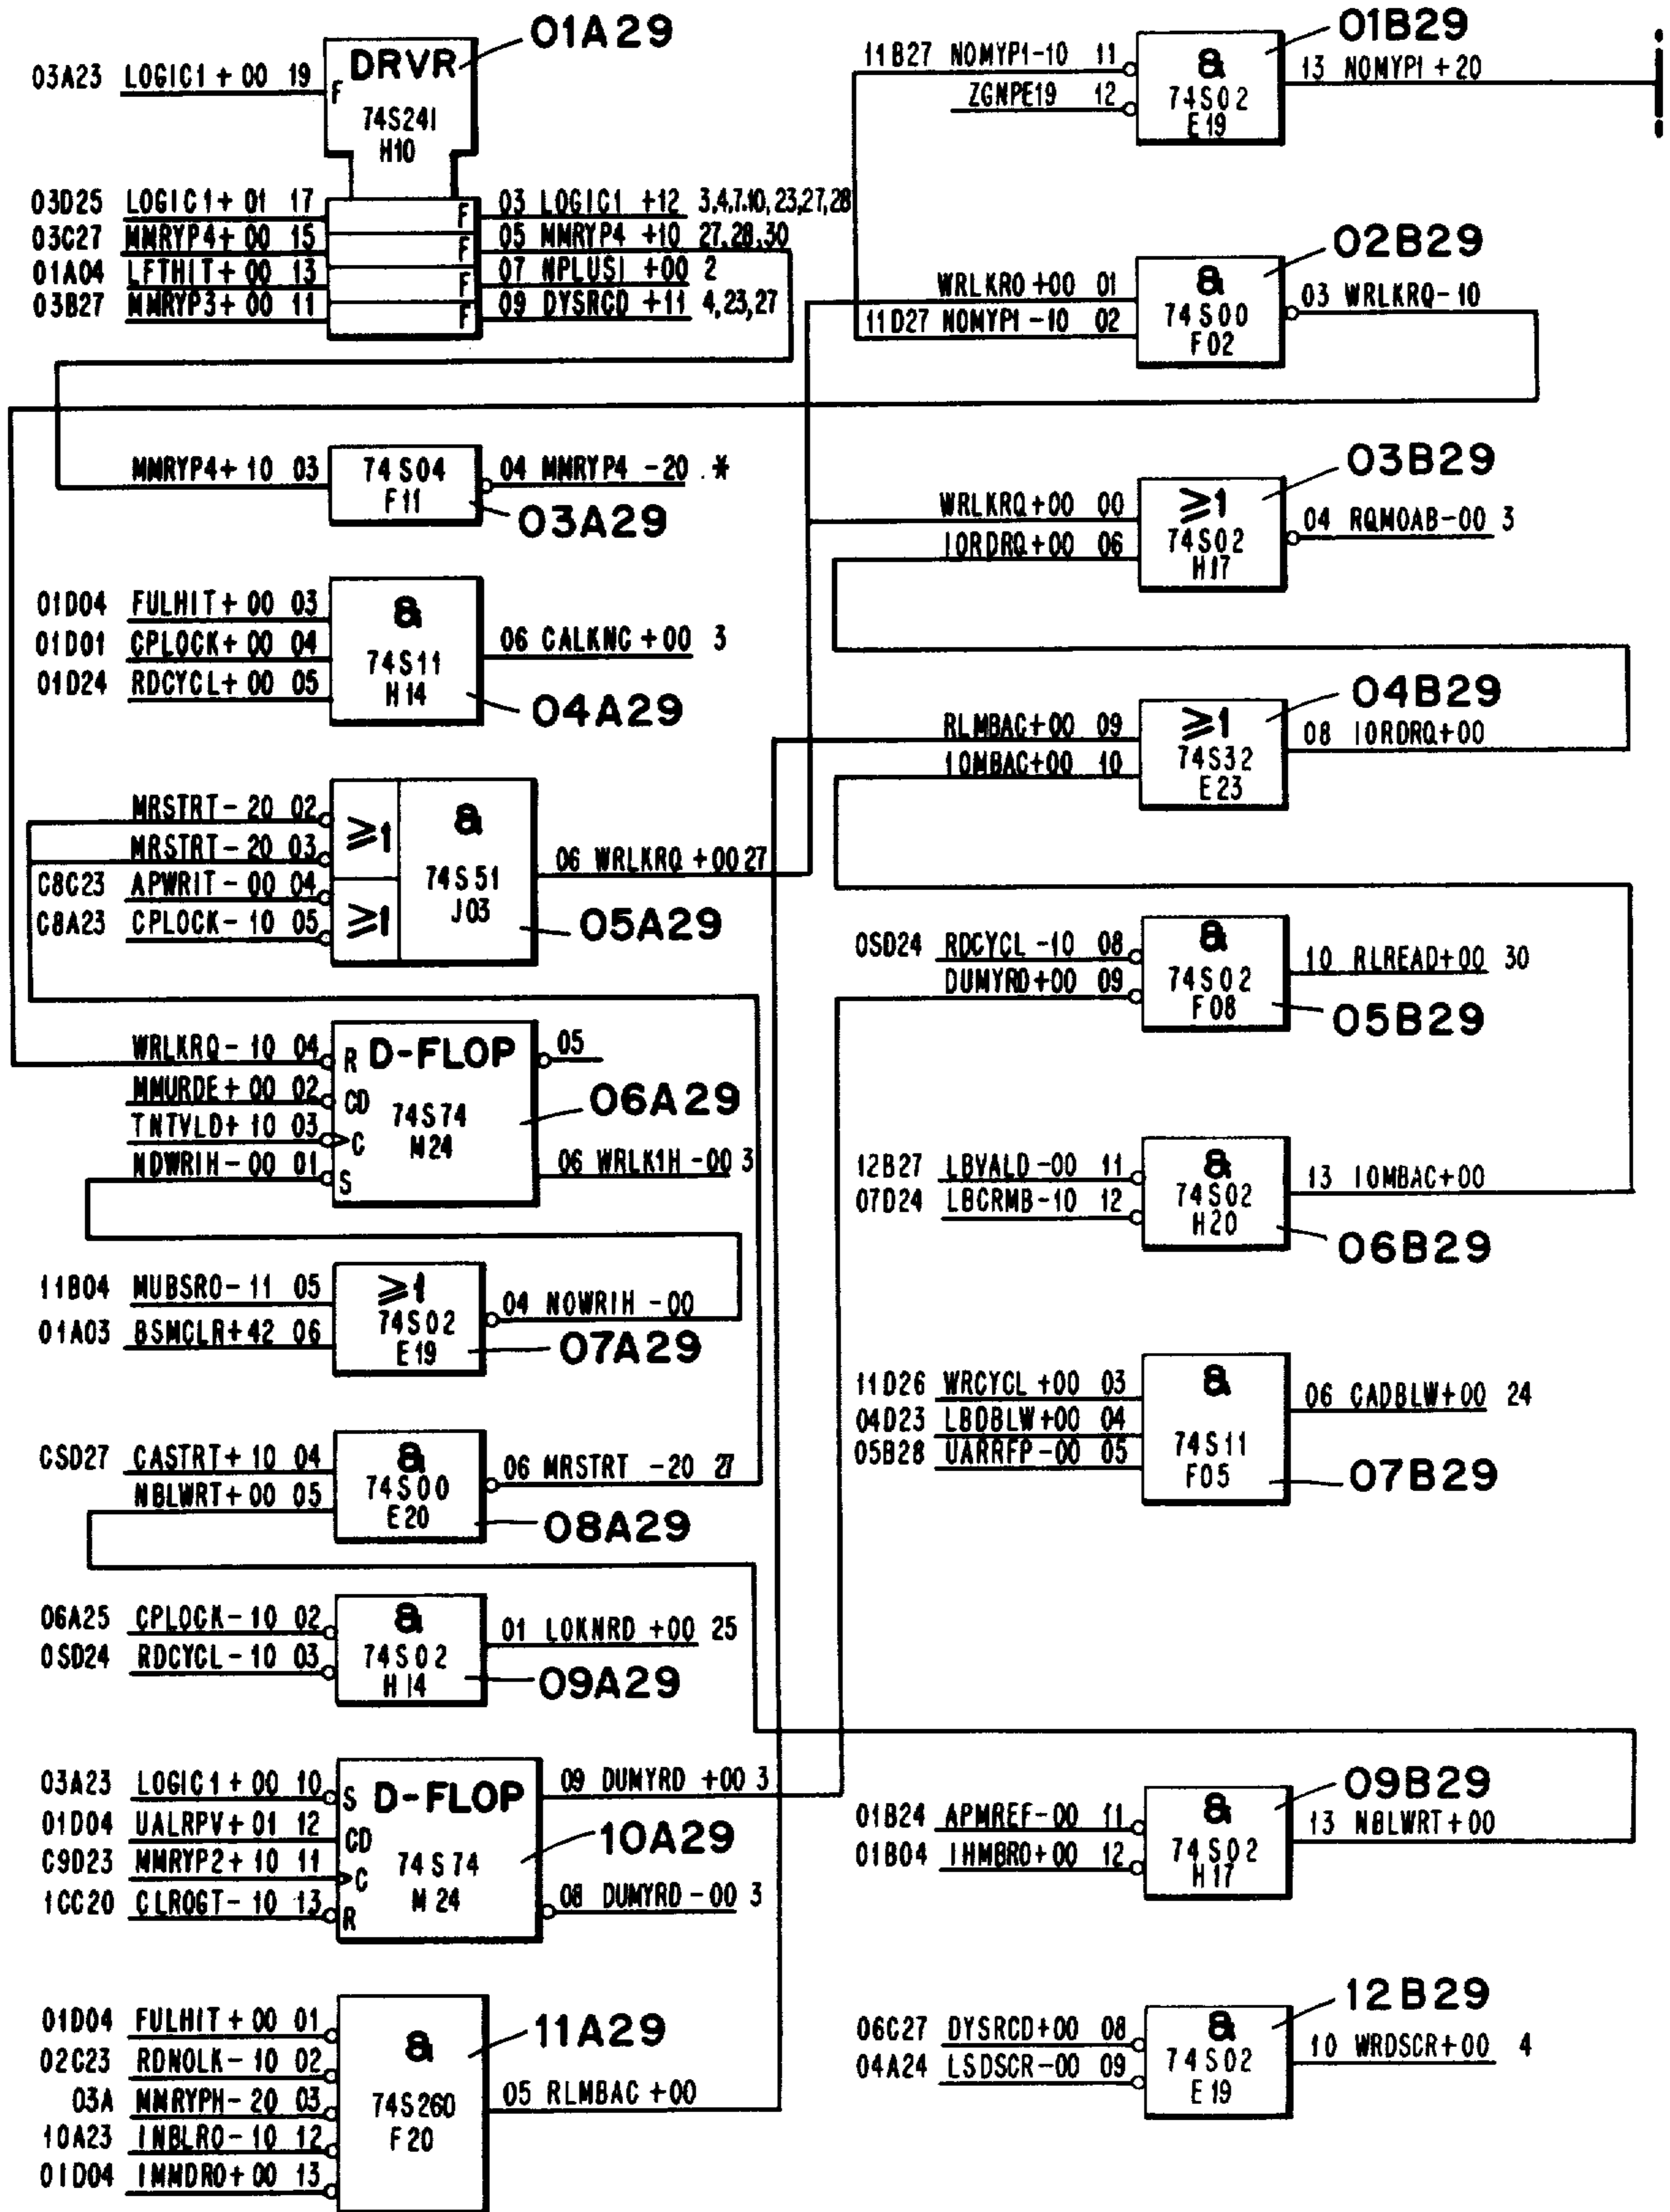 DRVR
01A29
03A23 LOGIC1+00 19
F
74S241
H10
03D25 LOGIC1+01 17
F 03 LOGIC1 +12 3,4,7,10,23,27,28
03C27 MMRYP4+00 15
F 05 MMRYP4 +10 27,28,30
01A04 LFTHIT+00 13
F 07 NPLUS1 +00 2
03B27 MMRYP3+00 11
F 09 DYSRCD +11 4,23,27
MMRYP4+10 03
74S04
F11
04 MMRYP4 -20 .*
03A29
01D04 FULHIT+00 03
01D01 CPLOCK+00 04
01D24 RDCYCL+00 05
&
74S11
H14
06 CALKNC+00 3
04A29
MRSTRT-20 02
MRSTRT-20 03
C8C23 APWRIT-00 04
C8A23 CPLOCK-10 05
≥1
≥1
&
74S51
J03
06 WRLKRQ +00 27
05A29
WRLKRQ-10 04
MMURDE+00 02
TNTVLD+10 03
NDWRIH-00 01
R D-FLOP
CD
C
S
74S74
M24
05
06A29
06 WRLK1H -00 3
11B04 MUBSRO-11 05
01A03 BSMCLR+42 06
≥1
74S02
E19
04 NOWRIH -00
07A29
CSD27 CASTRT+10 04
NBLWRT+00 05
&
74S00
E20
06 MRSTRT -20 27
08A29
06A25 CPLOCK-10 02
0SD24 RDCYCL-10 03
&
74S02
H14
01 LOKNRD +00 25
09A29
03A23 LOGIC1+00 10
01D04 UALRPV+01 12
C9D23 MMRYP2+10 11
1CC20 CLROGT-10 13
S D-FLOP
CD
C
R
74S74
M24
09 DUMYRD +00 3
10A29
08 DUMYRD-00 3
01D04 FULHIT+00 01
02C23 RDNOLK-10 02
03A MMRYPH-20 03
10A23 INBLRO-10 12
01D04 IMMDRO+00 13
&
74S260
F20
11A29
05 RLMBAC +00
01B29
11B27 NOMYP1-10 11
ZGNPE19 12
&
74S02
E19
13 NOMYP1 +20
02B29
WRLKRO+00 01
11D27 NOMYP1-10 02
&
74S00
F02
03 WRLKRQ-10
03B29
WRLKRQ+00 00
IORDRQ+00 06
≥1
74S02
H17
04 RQMOAB-00 3
04B29
RLMBAC+00 09
IOMBAC+00 10
≥1
74S32
E23
08 IORDRQ+00
0SD24 RDCYCL-10 08
DUMYRD+00 09
&
74S02
F08
10 RLREAD+00 30
05B29
12B27 LBVALD-00 11
07D24 LBCRMB-10 12
&
74S02
H20
13 IOMBAC+00
06B29
11D26 WRCYCL+00 03
04D23 LBDBLW+00 04
05B28 UARRFP-00 05
&
74S11
F05
06 CADBLW+00 24
07B29
09B29
01B24 APMREF-00 11
01B04 IHMBRO+00 12
&
74S02
H17
13 NBLWRT+00
12B29
06C27 DYSRCD+00 08
04A24 LSDSCR-00 09
&
74S02
E19
10 WRDSCR+00 4